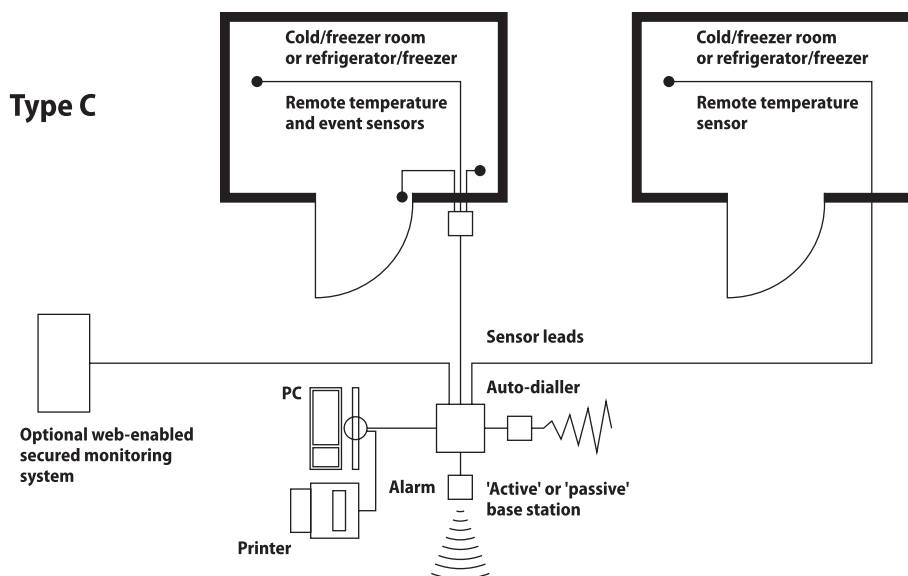 Type C
Cold/freezer room
or refrigerator/freezer
Remote temperature
and event sensors
Cold/freezer room
or refrigerator/freezer
Remote temperature
sensor
Sensor leads
Auto-dialler
PC
Optional web-enabled
secured monitoring
system
Alarm
'Active' or 'passive'
base station
Printer